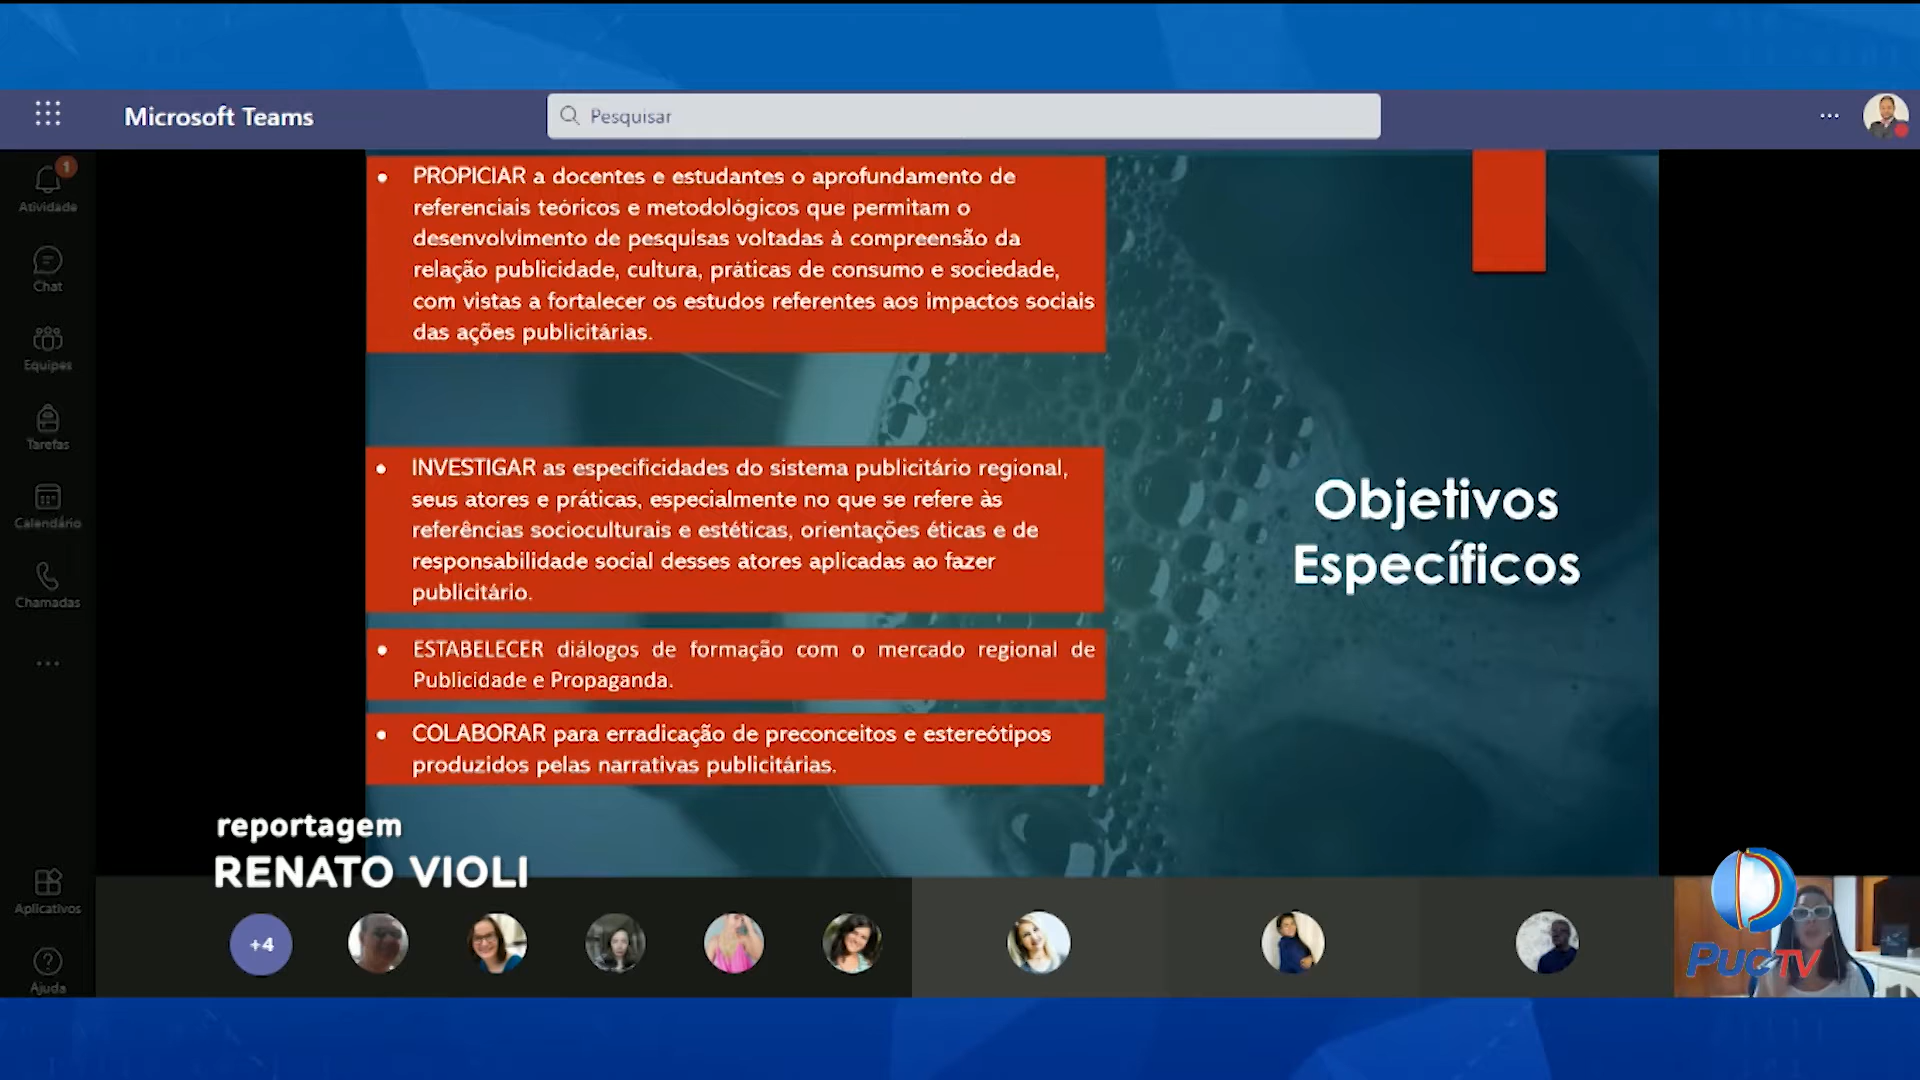 Microsoft Teams
Pesquisar
1
Atividade
Chat
Equipes
Tarefas
Calendário
Chamadas
Aplicativos
Ajuda
PROPICIAR a docentes e estudantes o aprofundamento de
referenciais teóricos e metodológicos que permitam o
desenvolvimento de pesquisas voltadas à compreensão da
relação publicidade, cultura, práticas de consumo e sociedade,
com vistas a fortalecer os estudos referentes aos impactos sociais
das ações publicitárias.
INVESTIGAR as especificidades do sistema publicitário regional,
seus atores e práticas, especialmente no que se refere às
referências socioculturais e estéticas, orientações éticas e de
responsabilidade social desses atores aplicadas ao fazer
publicitário.
ESTABELECER diálogos de formação com o mercado regional de
Publicidade e Propaganda.
COLABORAR para erradicação de preconceitos e estereótipos
produzidos pelas narrativas publicitárias.
Objetivos
Específicos
reportagem
RENATO VIOLI
+4
PUC TV